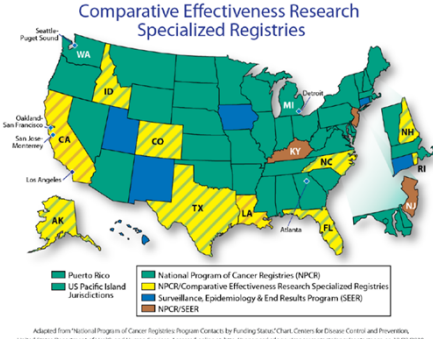 Comparative Effectiveness Research
Specialized Registries
Seattle-
Puget Sound
WA
ID
MI
Detroit
Oakland-
San Francisco
San Jose-
Monterrey
CA
CO
KY
NH
RI
Los Angeles
NC
NJ
AK
TX
LA
FL
Atlanta
Puerto Rico
US Pacific Island
Jurisdictions
National Program of Cancer Registries (NPCR)
NPCR/Comparative Effectiveness Research Specialized Registries
Surveillance, Epidemiology & End Results Program (SEER)
NPCR/SEER
Adapted from "National Program of Cancer Registries: Program Contacts by Funding Status." Chart. Centers for Disease Control and Prevention,